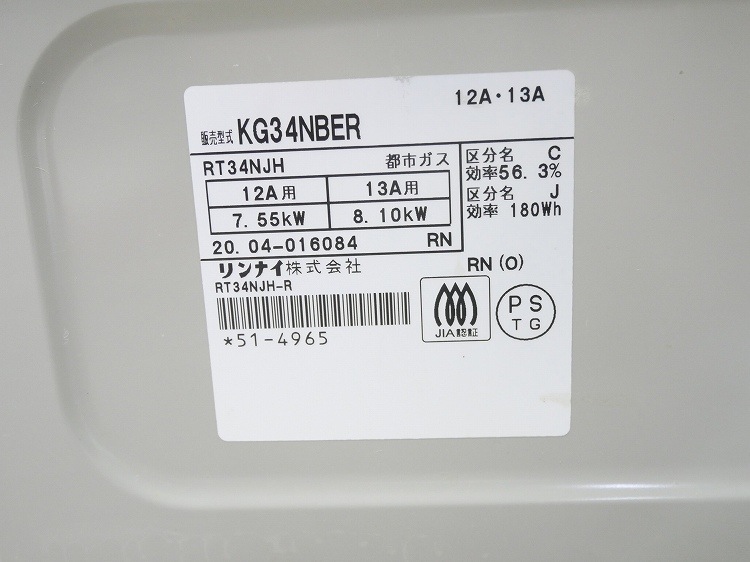 12A・13A
販売型式 KG34NBER
RT34NJH 都市ガス
12A用 13A用
7.55kW 8.10kW
20.04-016084 RN
区分名 C
効率56.3%
区分名 J
効率 180Wh
リンナイ株式会社
RN(0)
RT34NJH-R
JIA認証
PS
TG
*51-4965